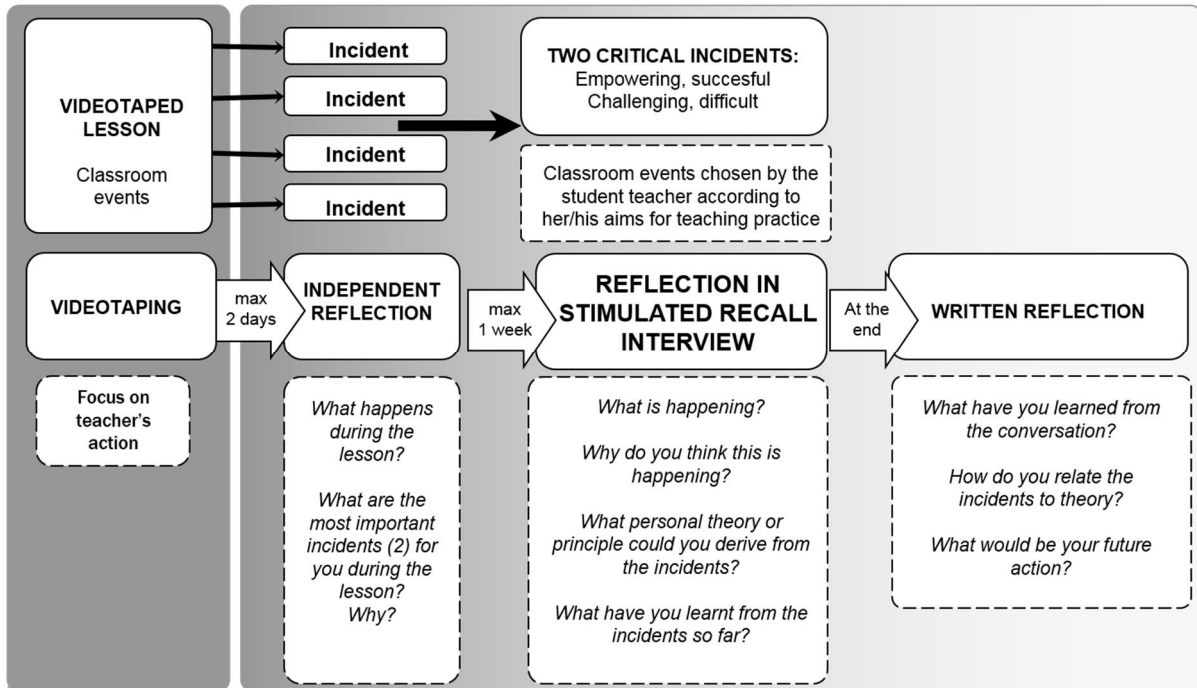 VIDEOTAPED
LESSON
Classroom
events
Incident
Incident
Incident
Incident
TWO CRITICAL INCIDENTS:
Empowering, succesful
Challenging, difficult
Classroom events chosen by the
student teacher according to
her/his aims for teaching practice
VIDEOTAPING
max
2 days
INDEPENDENT
REFLECTION
max
1 week
REFLECTION IN
STIMULATED RECALL
INTERVIEW
At the
end
WRITTEN REFLECTION
Focus on
teacher's
action
What happens
during the
lesson?
What are the
most important
incidents (2) for
you during the
lesson?
Why?
What is happening?
Why do you think this is
happening?
What personal theory or
principle could you derive from
the incidents?
What have you learnt from the
incidents so far?
What have you learned from
the conversation?
How do you relate the
incidents to theory?
What would be your future
action?